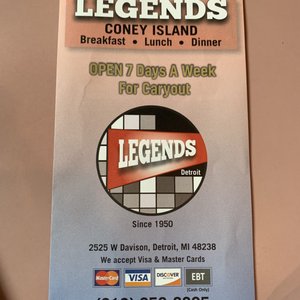 LEGENDS
CONEY ISLAND
Breakfast • Lunch • Dinner
OPEN 7 Days A Week
For Caryout
LEGENDS
Detroit
Since 1950
2525 W Davison, Detroit, MI 48238
We accept Visa & Master Cards
MasterCard VISA DISCOVER EBT
(Cash Only)